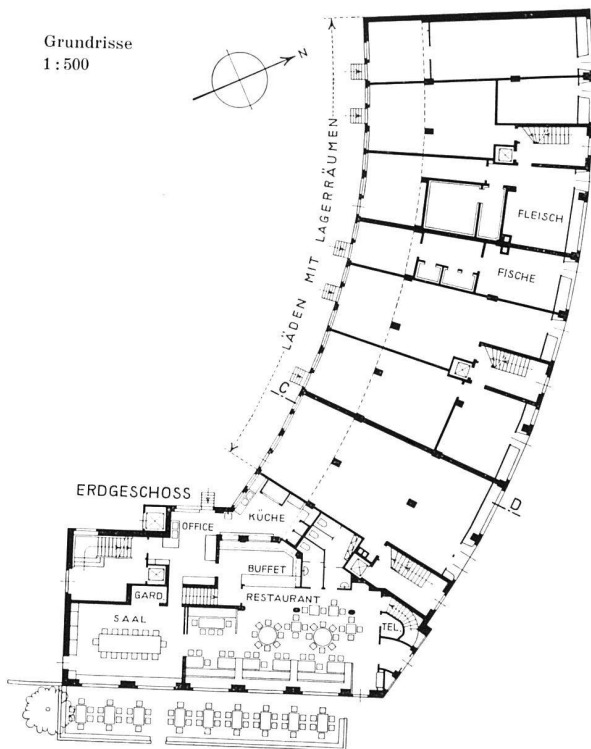 Grundrisse
1:500
N
LÄDEN MIT LAGERRÄUMEN
FLEISCH
FISCHE
C
D
ERDGESCHOSS
OFFICE
KÜCHE
BUFFET
GARD.
RESTAURANT
SAAL
TEL.